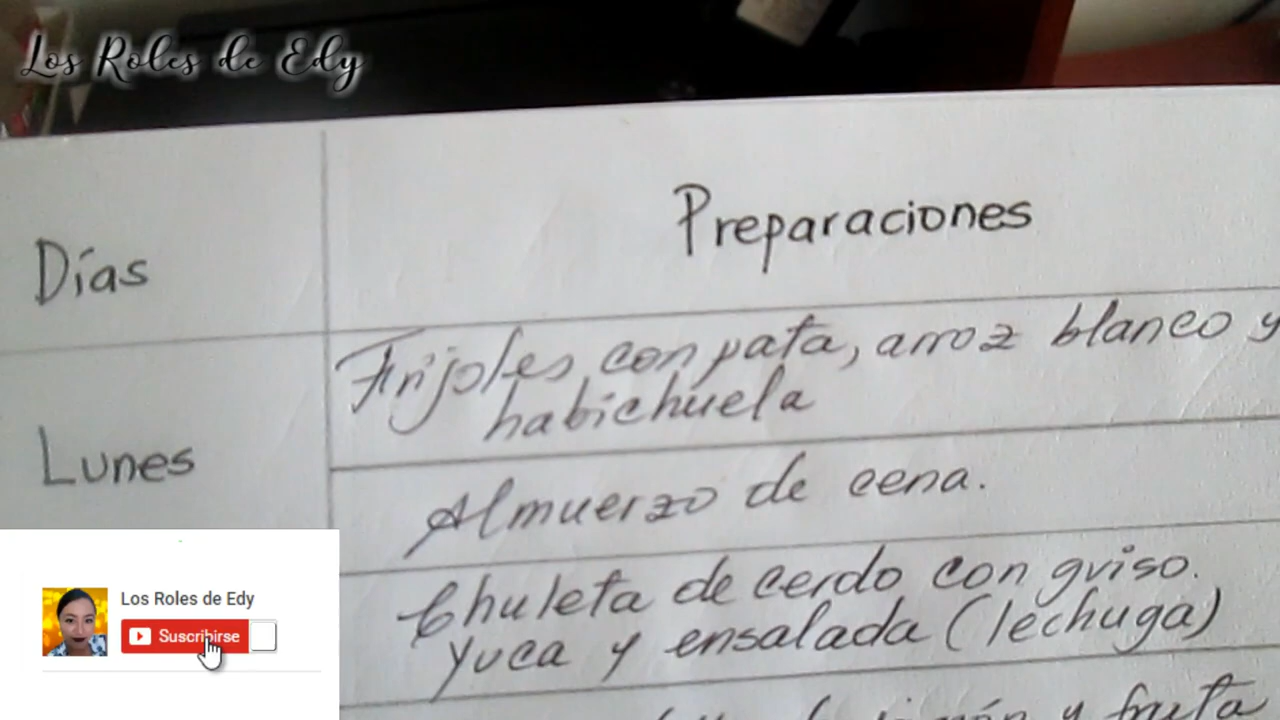 Los Roles de Edy
Preparaciones
Días
Frijoles con pata, arroz blanco y
habichuela
Lunes
Almuerzo de cena.
Chuleta de cerdo con guiso.
Yuca y ensalada (lechuga)
y fruta
Los Roles de Edy
Suscribirse